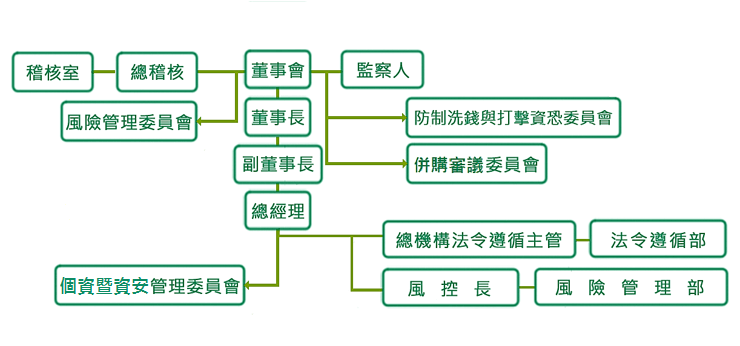 稽核室
總稽核
董事會
監察人
風險管理委員會
董事長
防制洗錢與打擊資恐委員會
副董事長
併購審議委員會
總經理
總機構法令遵循主管
法令遵循部
個資暨資安管理委員會
風控長
風險管理部